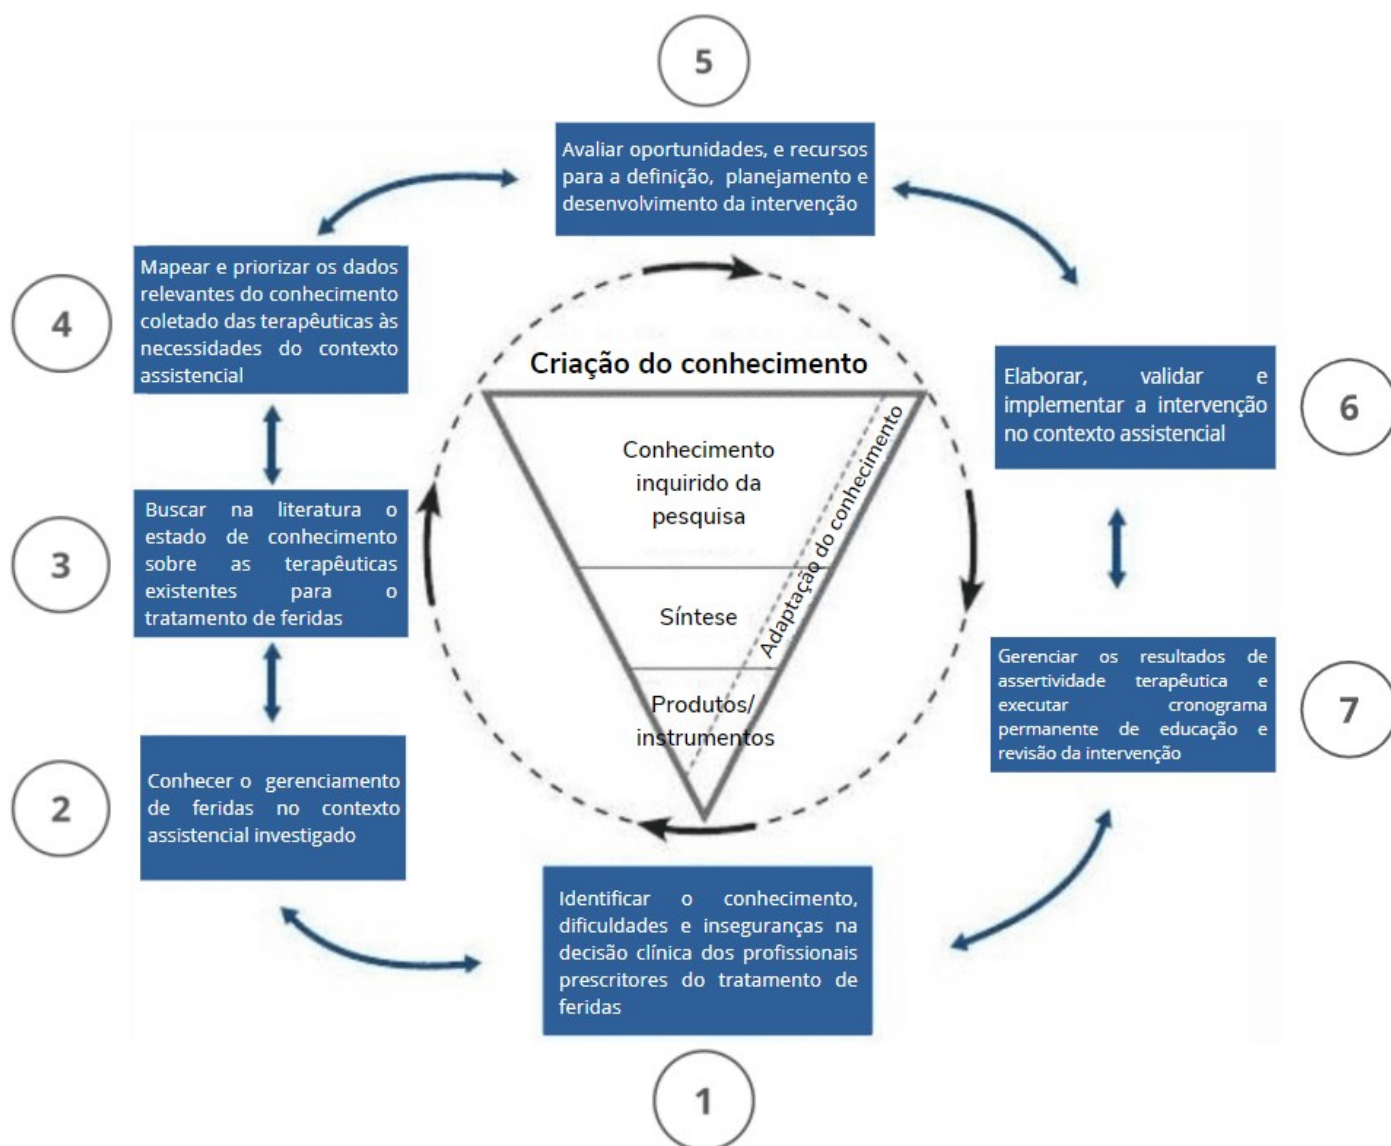 5
Avaliar oportunidades, e recursos
para a definição, planejamento e
desenvolvimento da intervenção
4
Mapear e priorizar os dados
relevantes do conhecimento
coletado das terapêuticas às
necessidades do contexto
assistencial
Criação do conhecimento
Conhecimento
inquirido da
pesquisa
Síntese
Produtos/
instrumentos
Adaptação do conhecimento
Elaborar, validar e
implementar a intervenção
no contexto assistencial
6
3
Buscar na literatura o
estado de conhecimento
sobre as terapêuticas
existentes para o
tratamento de feridas
Gerenciar os resultados de
assertividade terapêutica e
executar cronograma
permanente de educação e
revisão da intervenção
7
2
Conhecer o gerenciamento
de feridas no contexto
assistencial investigado
Identificar o conhecimento,
dificuldades e inseguranças na
decisão clínica dos profissionais
prescritores do tratamento de
feridas
1